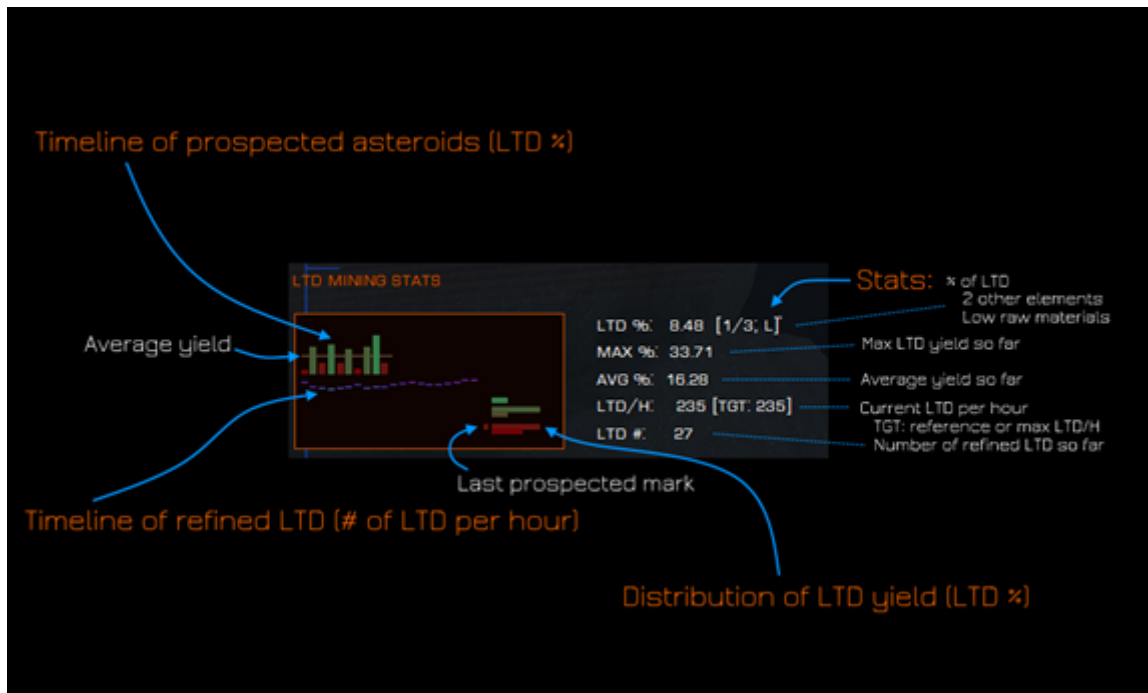 Timeline of prospected asteroids (LTD %)
LTD MINING STATS
Stats: % of LTD
2 other elements
Low raw materials
LTD %: 8.48 [1/3; L]
Max LTD yield so far
Average yield
MAX %: 33.71
AVG %: 16.28
Average yield so far
LTD/H: 235 [TGT: 235]
Current LTD per hour
TGT: reference or max LTD/H
LTD #: 27
Number of refined LTD so far
Last prospected mark
Timeline of refined LTD (# of LTD per hour)
Distribution of LTD yield (LTD %)